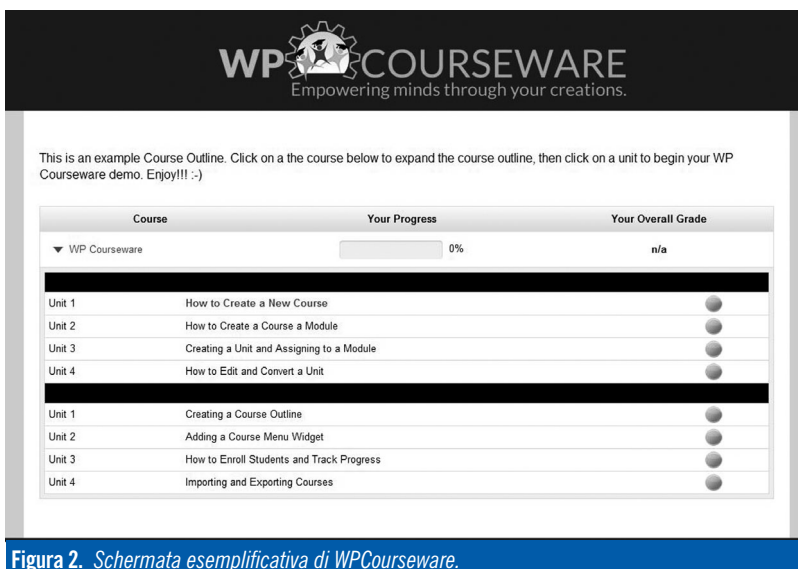 WP COURSEWARE
Empowering minds through your creations.
This is an example Course Outline. Click on a the course below to expand the course outline, then click on a unit to begin your WP
Courseware demo. Enjoy!!! :-)
Course Your Progress Your Overall Grade
▼ WP Courseware 0% n/a
Unit 1 How to Create a New Course
Unit 2 How to Create a Course a Module
Unit 3 Creating a Unit and Assigning to a Module
Unit 4 How to Edit and Convert a Unit
Unit 1 Creating a Course Outline
Unit 2 Adding a Course Menu Widget
Unit 3 How to Enroll Students and Track Progress
Unit 4 Importing and Exporting Courses
Figura 2. Schermata esemplificativa di WPCourseware.